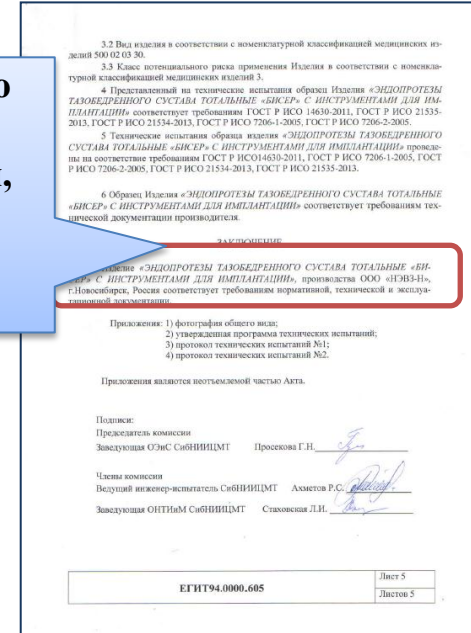 о
,
3.2 Вид изделия в соответствии с номенклатурной классификацией медицинских из-
делий 500 02 03 30.
3.3 Класс потенциального риска применения Изделия в соответствии с номенкла-
турной классификацией медицинских изделий 3.
4 Представленный на технические испытания образец Изделия «ЭНДОПРОТЕЗЫ
ТАЗОБЕДРЕННОГО СУСТАВА ТОТАЛЬНЫЕ «БИСЕР» С ИНСТРУМЕНТАМИ ДЛЯ ИМ-
ПЛАНТАЦИИ» соответствует требованиям ГОСТ Р ИСО 14630-2011, ГОСТ Р ИСО 21535-
2013, ГОСТ Р ИСО 21534-2013, ГОСТ Р ИСО 7206-1-2005, ГОСТ Р ИСО 7206-2-2005.
5 Технические испытания образца изделия «ЭНДОПРОТЕЗЫ ТАЗОБЕДРЕННОГО
СУСТАВА ТОТАЛЬНЫЕ «БИСЕР» С ИНСТРУМЕНТАМИ ДЛЯ ИМПЛАНТАЦИИ» проведе-
ны на соответствие требованиям ГОСТ Р ИСО14630-2011, ГОСТ Р ИСО 7206-1-2005, ГОСТ
Р ИСО 7206-2-2005, ГОСТ Р ИСО 21534-2013, ГОСТ Р ИСО 21535-2013.
6 Образец Изделия «ЭНДОПРОТЕЗЫ ТАЗОБЕДРЕННОГО СУСТАВА ТОТАЛЬНЫЕ
«БИСЕР» С ИНСТРУМЕНТАМИ ДЛЯ ИМПЛАНТАЦИИ» соответствует требованиям тех-
нической документации производителя.
ЗАКЛЮЧЕНИЕ
Изделие «ЭНДОПРОТЕЗЫ ТАЗОБЕДРЕННОГО СУСТАВА ТОТАЛЬНЫЕ «БИ-
СЕР» С ИНСТРУМЕНТАМИ ДЛЯ ИМПЛАНТАЦИИ», производства ООО «НЭВЗ-Н»,
г.Новосибирск, Россия соответствует требованиям нормативной, технической и эксплуа-
тационной документации.
Приложения: 1) фотография общего вида;
2) утвержденная программа технических испытаний;
3) протокол технических испытаний №1;
4) протокол технических испытаний №2.
Приложения являются неотъемлемой частью Акта.
Подписи:
Председатель комиссии
Заведующая ОЭиС СибНИИЦМТ Просекова Г.Н.
Члены комиссии
Ведущий инженер-испытатель СибНИИЦМТ Ахметов Р.С.
Заведующая ОНТИиМ СибНИИЦМТ Стаховская Л.И.
ЕГИТ94.0000.605
Лист 5
Листов 5